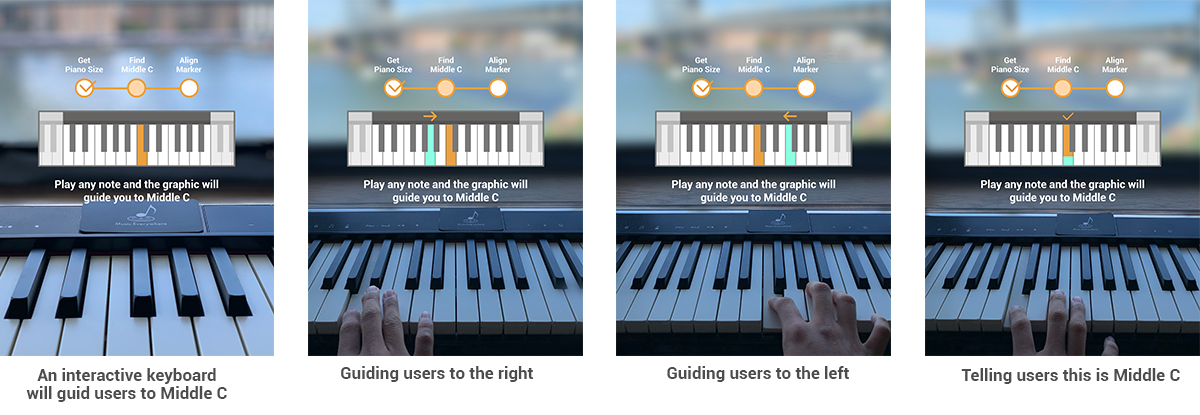 Get
Piano Size
Find
Middle C
Align
Marker
Play any note and the graphic will
guide you to Middle C
Music Everywhere
An interactive keyboard
will guid users to Middle C
Get
Piano Size
Find
Middle C
Align
Marker
Play any note and the graphic will
guide you to Middle C
Guiding users to the right
Get
Piano Size
Find
Middle C
Align
Marker
Play any note and the graphic will
guide you to Middle C
Guiding users to the left
Get
Piano Size
Find
Middle C
Align
Marker
Play any note and the graphic will
guide you to Middle C
Telling users this is Middle C